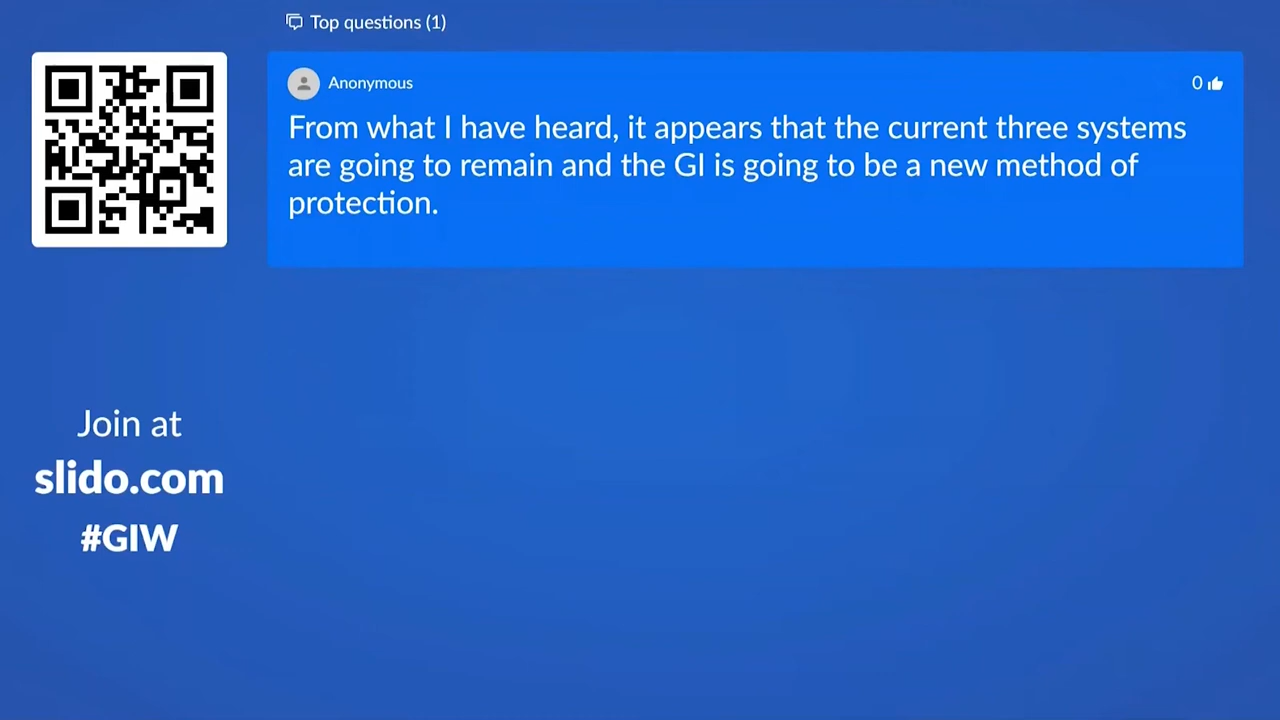 Top questions (1)
Anonymous
0
From what I have heard, it appears that the current three systems
are going to remain and the GI is going to be a new method of
protection.
Join at
slido.com
#GIW